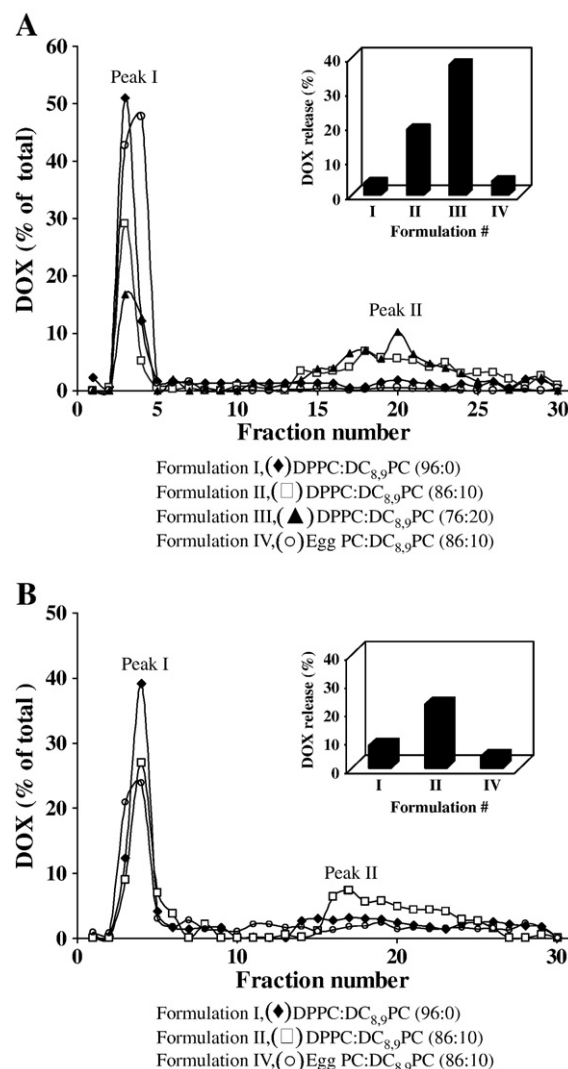 A
60
50
40
30
20
10
0
DOX (% of total)
Peak I
Peak II
0
5
10
15
20
25
30
Fraction number
40
30
20
10
0
DOX release (%)
I II III IV
Formulation #
Formulation I,(◆)DPPC:DC8,9PC (96:0)
Formulation II,(□) DPPC:DC8,9PC (86:10)
Formulation III,(▲) DPPC:DC8,9PC (76:20)
Formulation IV,(○)Egg PC:DC8,9PC (86:10)
B
50
40
30
20
10
0
DOX (% of total )
Peak I
Peak II
0
10
20
30
Fraction number
40
30
20
10
0
DOX release (%)
I II IV
Formulation #
Formulation I,(◆)DPPC:DC8,9PC (96:0)
Formulation II,(□) DPPC:DC8,9PC (86:10)
Formulation IV,(○)Egg PC:DC8,9PC (86:10)